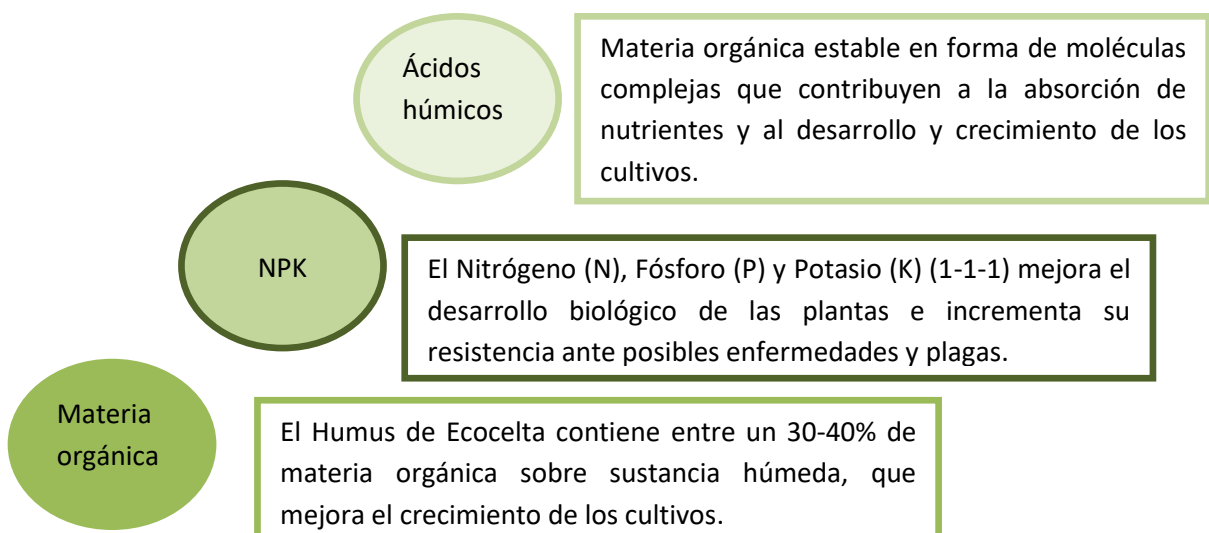 Ácidos
húmicos
Materia orgánica estable en forma de moléculas
complejas que contribuyen a la absorción de
nutrientes y al desarrollo y crecimiento de los
cultivos.
NPK
El Nitrógeno (N), Fósforo (P) y Potasio (K) (1-1-1) mejora el
desarrollo biológico de las plantas e incrementa su
resistencia ante posibles enfermedades y plagas.
Materia
orgánica
El Humus de Ecocelta contiene entre un 30-40% de
materia orgánica sobre sustancia húmeda, que
mejora el crecimiento de los cultivos.